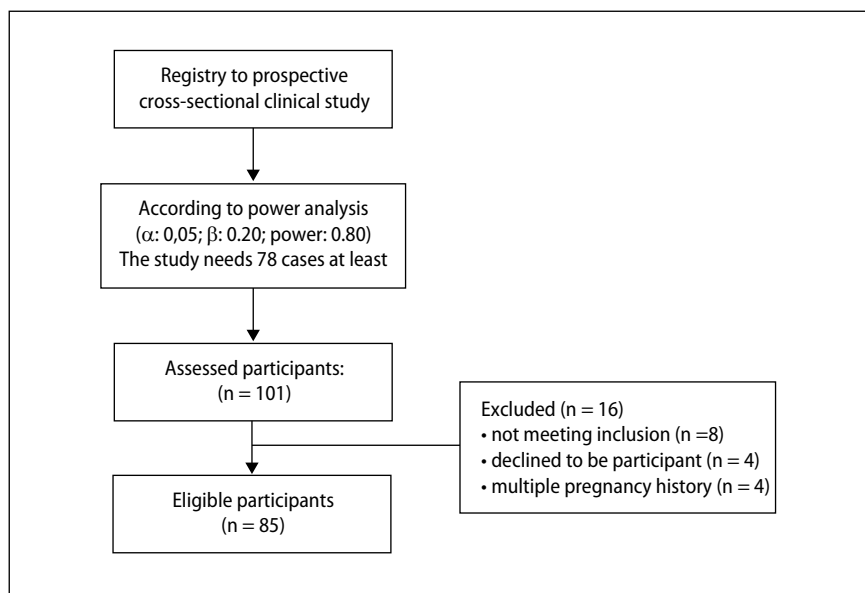 Registry to prospective
cross-sectional clinical study
According to power analysis
(α: 0,05; β: 0.20; power: 0.80)
The study needs 78 cases at least
Assessed participants:
(n = 101)
Excluded (n = 16)
• not meeting inclusion (n =8)
• declined to be participant (n = 4)
• multiple pregnancy history (n = 4)
Eligible participants
(n = 85)